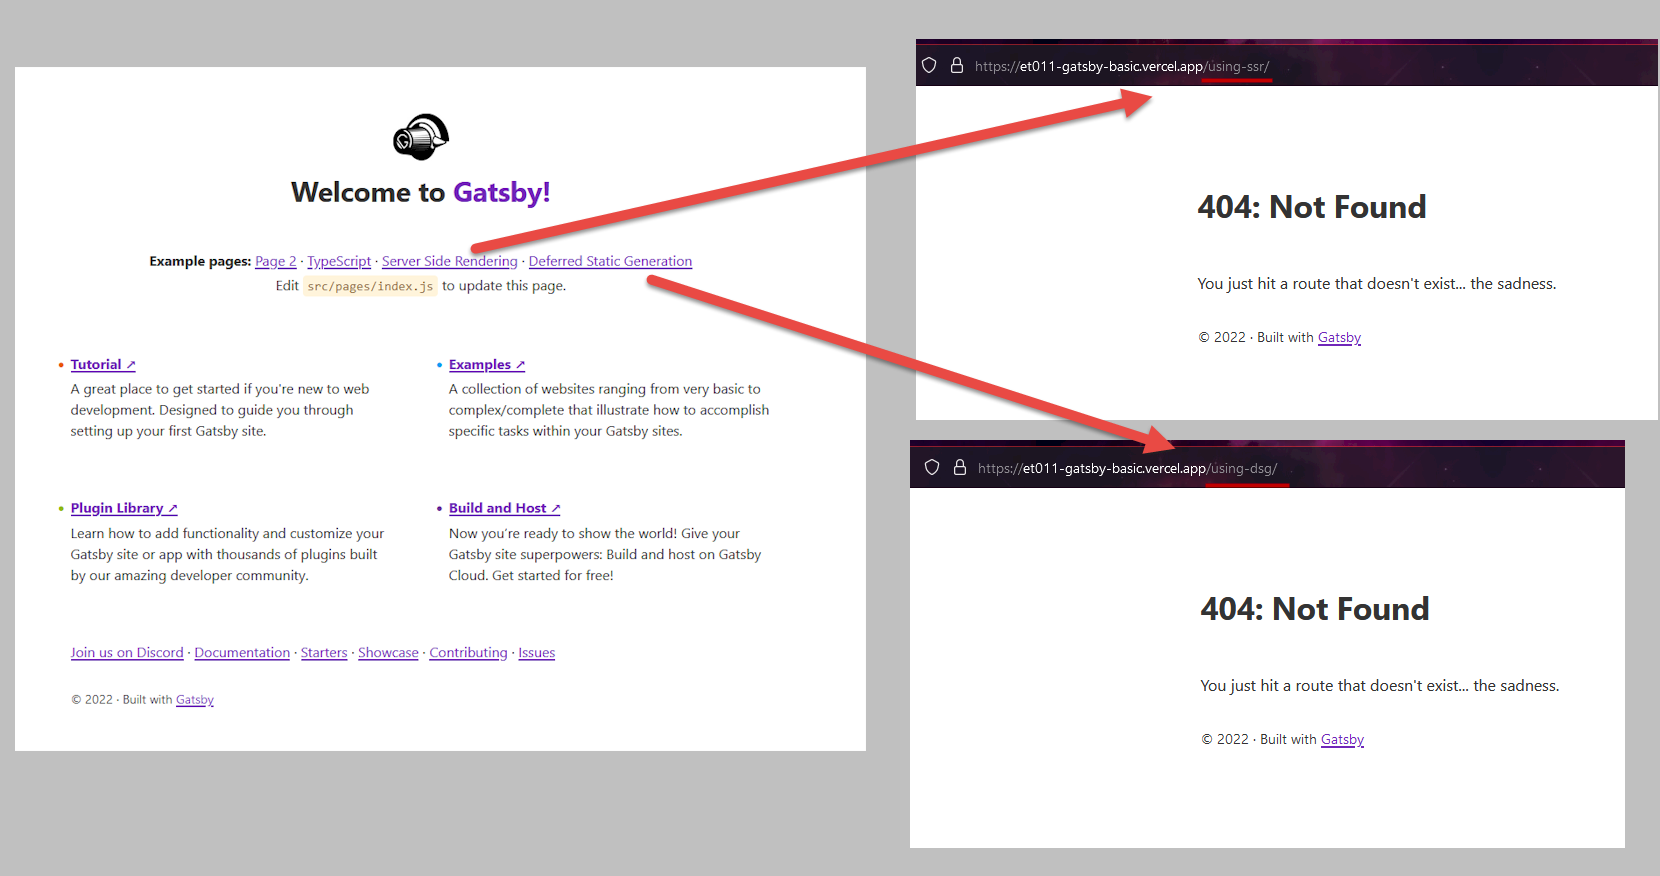 Welcome to Gatsby!
Example pages: Page 2 · TypeScript · Server Side Rendering · Deferred Static Generation
Edit src/pages/index.js to update this page.
Tutorial ↗
A great place to get started if you're new to web
development. Designed to guide you through
setting up your first Gatsby site.
Examples ↗
A collection of websites ranging from very basic to
complex/complete that illustrate how to accomplish
specific tasks within your Gatsby sites.
Plugin Library ↗
Learn how to add functionality and customize your
Gatsby site or app with thousands of plugins built
by our amazing developer community.
Build and Host ↗
Now you’re ready to show the world! Give your
Gatsby site superpowers: Build and host on Gatsby
Cloud. Get started for free!
Join us on Discord · Documentation · Starters · Showcase · Contributing · Issues
© 2022 · Built with Gatsby
https://et011-gatsby-basic.vercel.app/using-ssr/
404: Not Found
You just hit a route that doesn't exist... the sadness.
© 2022 · Built with Gatsby
https://et011-gatsby-basic.vercel.app/using-dsg/
404: Not Found
You just hit a route that doesn't exist... the sadness.
© 2022 · Built with Gatsby